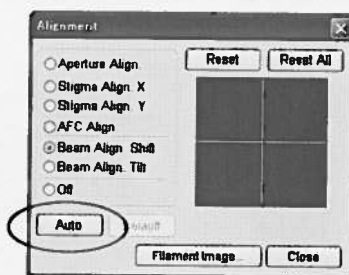 Alignment
Reset Reset All
Aperture Align.
Stigma Align. X
Stigma Align. Y
AFC Align
Beam Align. Shift
Beam Align. Tilt
Off
Auto
Filament Image... Close